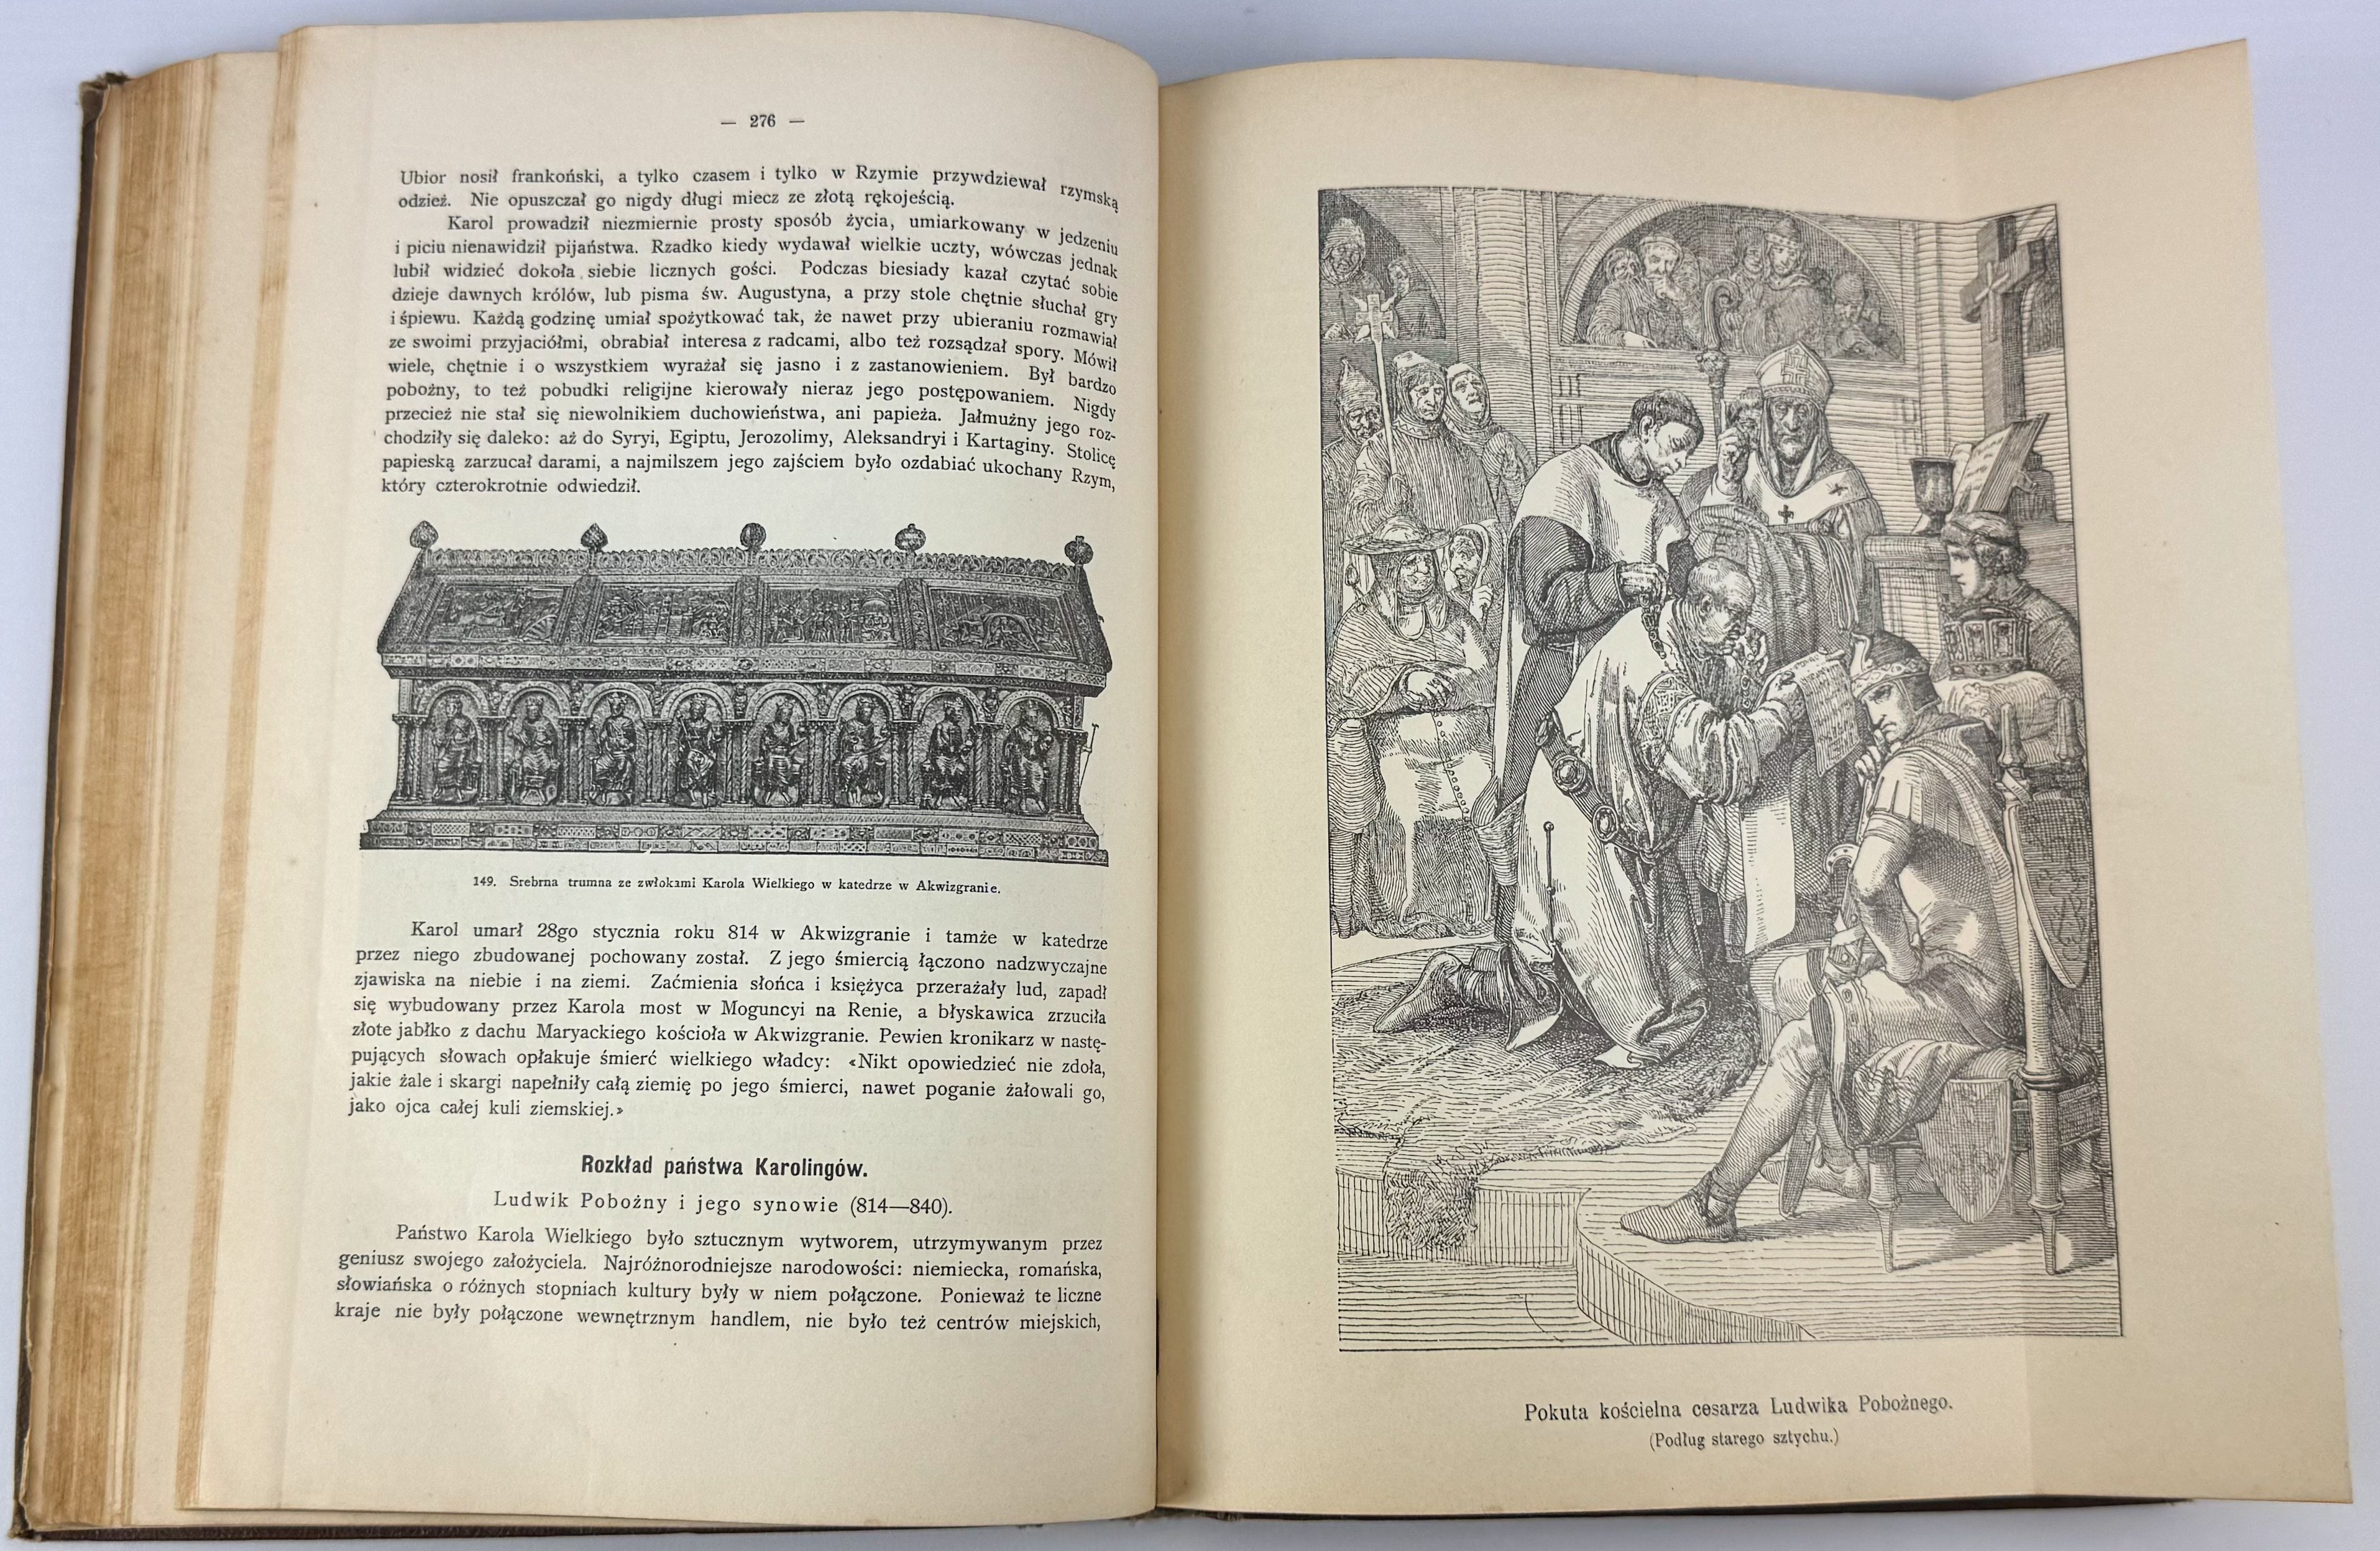 — 276 —
Ubior nosił frankoński, a tylko czasem i tylko w Rzymie przywdziewał rzymską
odzież. Nie opuszczał go nigdy długi miecz ze złotą rękojeścią.
Karol prowadził niezmiernie prosty sposób życia, umiarkowany w jedzeniu
i piciu nienawidził pijaństwa. Rzadko kiedy wydawał wielkie uczty, wówczas jednak
lubił widzieć dokoła siebie licznych gości. Podczas biesiady kazał czytać sobie
dzieje dawnych królów, lub pisma św. Augustyna, a przy stole chętnie słuchał gry
i śpiewu. Każdą godzinę umiał spożytkować tak, że nawet przy ubieraniu rozmawiał
ze swoimi przyjaciółmi, obrabiał interesa z radcami, albo też rozsądzał spory. Mówił
wiele, chętnie i o wszystkiem wyrażał się jasno i z zastanowieniem. Był bardzo
pobożny, to też pobudki religijne kierowały nieraz jego postępowaniem. Nigdy
przecież nie stał się niewolnikiem duchowieństwa, ani papieża. Jałmużny jego roz-
chodziły się daleko: aż do Syryi, Egiptu, Jerozolimy, Aleksandryi i Kartaginy. Stolicę
papieską zarzucał darami, a najmilszem jego zajściem było ozdabiać ukochany Rzym,
który czterokrotnie odwiedził.
149. Srebrna trumna ze zwłokami Karola Wielkiego w katedrze w Akwizgranie.
Karol umarł 28go stycznia roku 814 w Akwizgranie i tamże w katedrze
przez niego zbudowanej pochowany został. Z jego śmiercią łączono nadzwyczajne
zjawiska na niebie i na ziemi. Zaćmienia słońca i księżyca przerażały lud, zapadł
się wybudowany przez Karola most w Moguncyi na Renie, a błyskawica zrzuciła
złote jabłko z dachu Maryackiego kościoła w Akwizgranie. Pewien kronikarz w nastę-
pujących słowach opłakuje śmierć wielkiego władcy: «Nikt opowiedzieć nie zdoła,
jakie żale i skargi napełniły całą ziemię po jego śmierci, nawet poganie żałowali go,
jako ojca całej kuli ziemskiej.»
Rozkład państwa Karolingów.
Ludwik Pobożny i jego synowie (814—840).
Państwo Karola Wielkiego było sztucznym wytworem, utrzymywanym przez
geniusz swojego założyciela. Najróżnorodniejsze narodowości: niemiecka, romańska,
słowiańska o różnych stopniach kultury były w niem połączone. Ponieważ te liczne
kraje nie były połączone wewnętrznym handlem, nie było też centrów miejskich,
Pokuta kościelna cesarza Ludwika Pobożnego.
(Podług starego sztychu.)